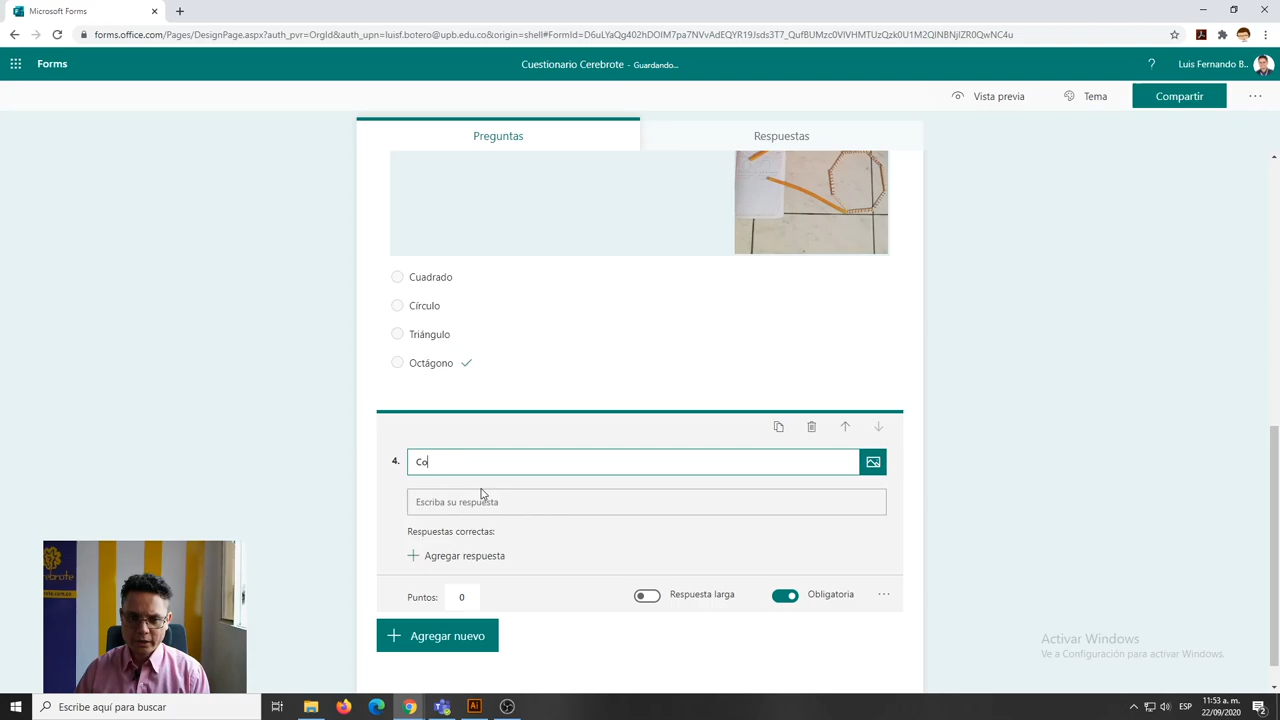 Microsoft Forms
forms.office.com/Pages/DesignPage.aspx?auth_pvr=OrgId&auth_upn=luisf.botero@upb.edu.co&origin=shell#FormId=D6uLYaQg402hDOIM7pa7NVvAdEQYR19Jsds3T7_QufBUMzc0VlVHMTUzQzk0U1M2QlNBNjlZR0QwNC4u
Forms
Cuestionario Cerebrote - Guardando...
?
Luis Fernando B..
Vista previa
Tema
Compartir
Preguntas
Respuestas
Cuadrado
Círculo
Triángulo
Octágono
4.
Co
Escriba su respuesta
Respuestas correctas:
Agregar respuesta
Puntos:
0
Respuesta larga
Obligatoria
Agregar nuevo
Activar Windows
Ve a Configuración para activar Windows.
Escribe aquí para buscar
ESP
11:53 a. m.
22/09/2020
2